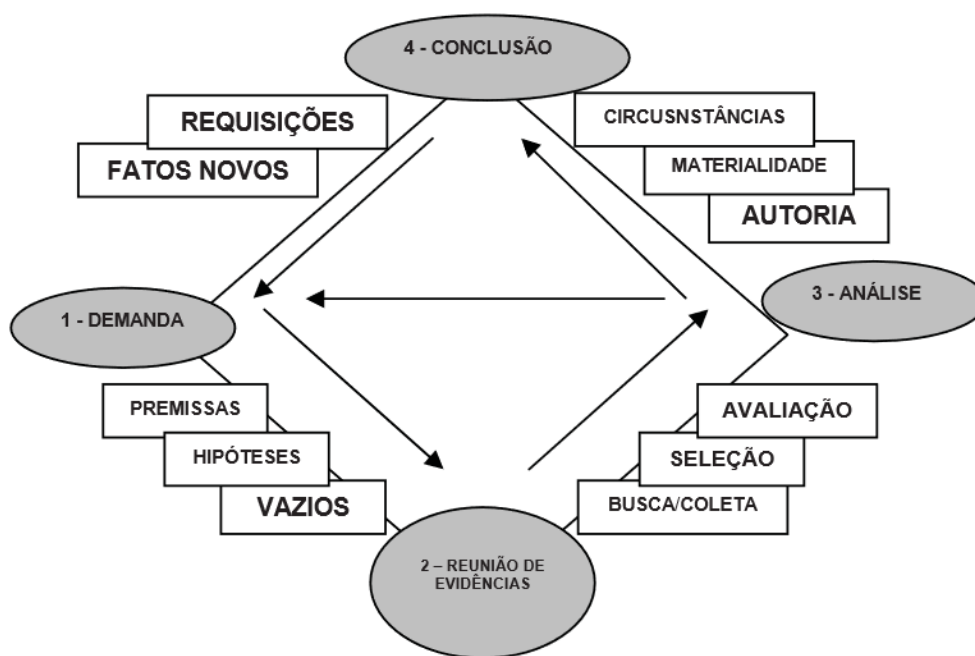 4 - CONCLUSÃO
REQUISIÇÕES
FATOS NOVOS
CIRCUSNSTÂNCIAS
MATERIALIDADE
AUTORIA
1 - DEMANDA
3 - ANÁLISE
PREMISSAS
HIPÓTESES
VAZIOS
AVALIAÇÃO
SELEÇÃO
BUSCA/COLETA
2 – REUNIÃO DE
EVIDÊNCIAS